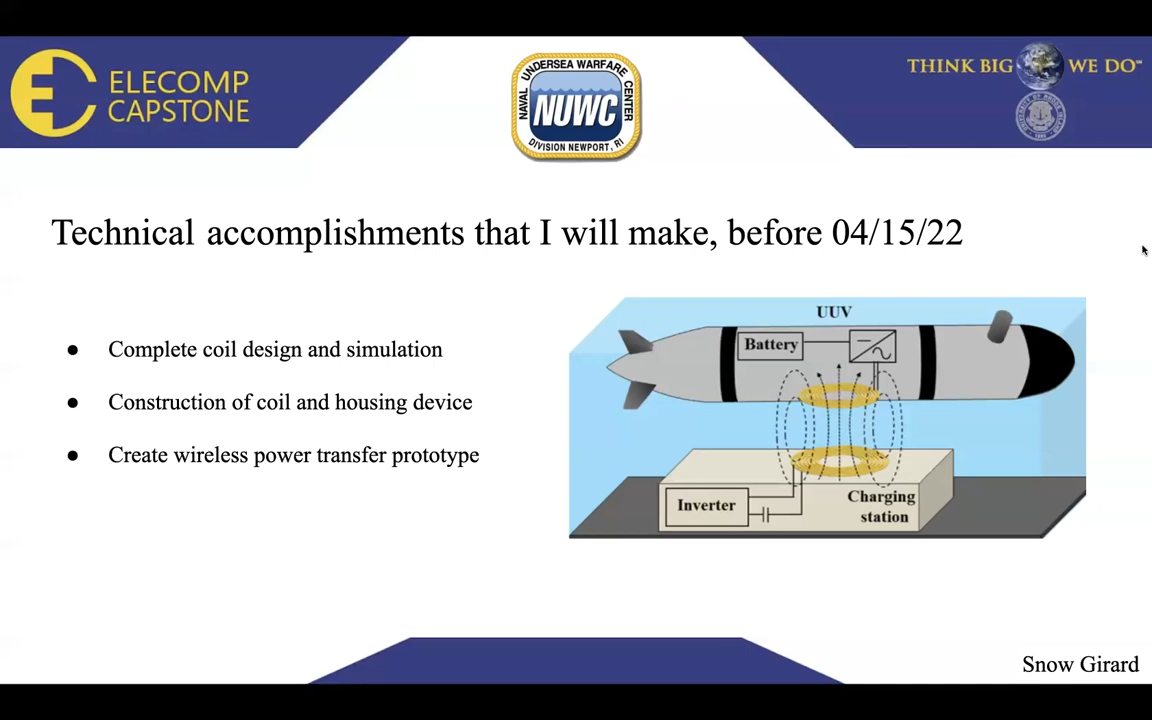 ELECOMP
CAPSTONE
NAVAL UNDERSEA WARFARE CENTER
NUWC
DIVISION NEWPORT, RI
THINK BIG WE DO℠
Technical accomplishments that I will make, before 04/15/22
● Complete coil design and simulation
● Construction of coil and housing device
● Create wireless power transfer prototype
UUV
Battery
Inverter
Charging
station
Snow Girard